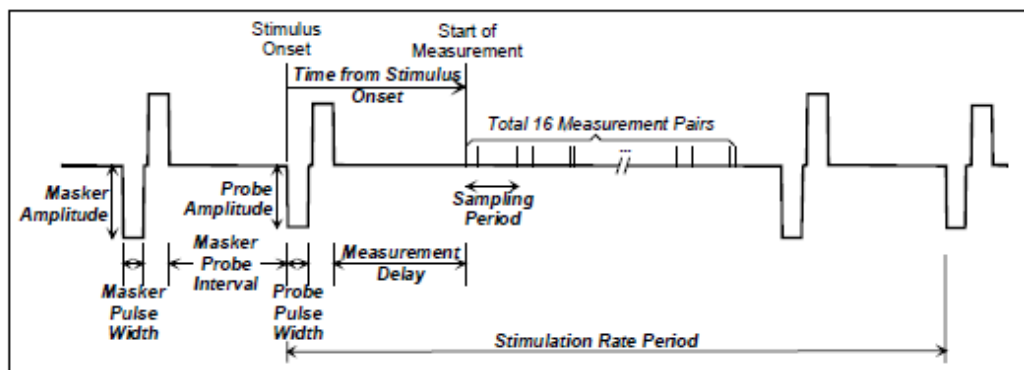 Stimulus
Onset
Start of
Measurement
Time from Stimulus
Onset
Total 16 Measurement Pairs
...
Masker
Amplitude
Probe
Amplitude
Sampling
Period
Masker
Probe
Interval
Measurement
Delay
Masker
Pulse
Width
Probe
Pulse
Width
Stimulation Rate Period